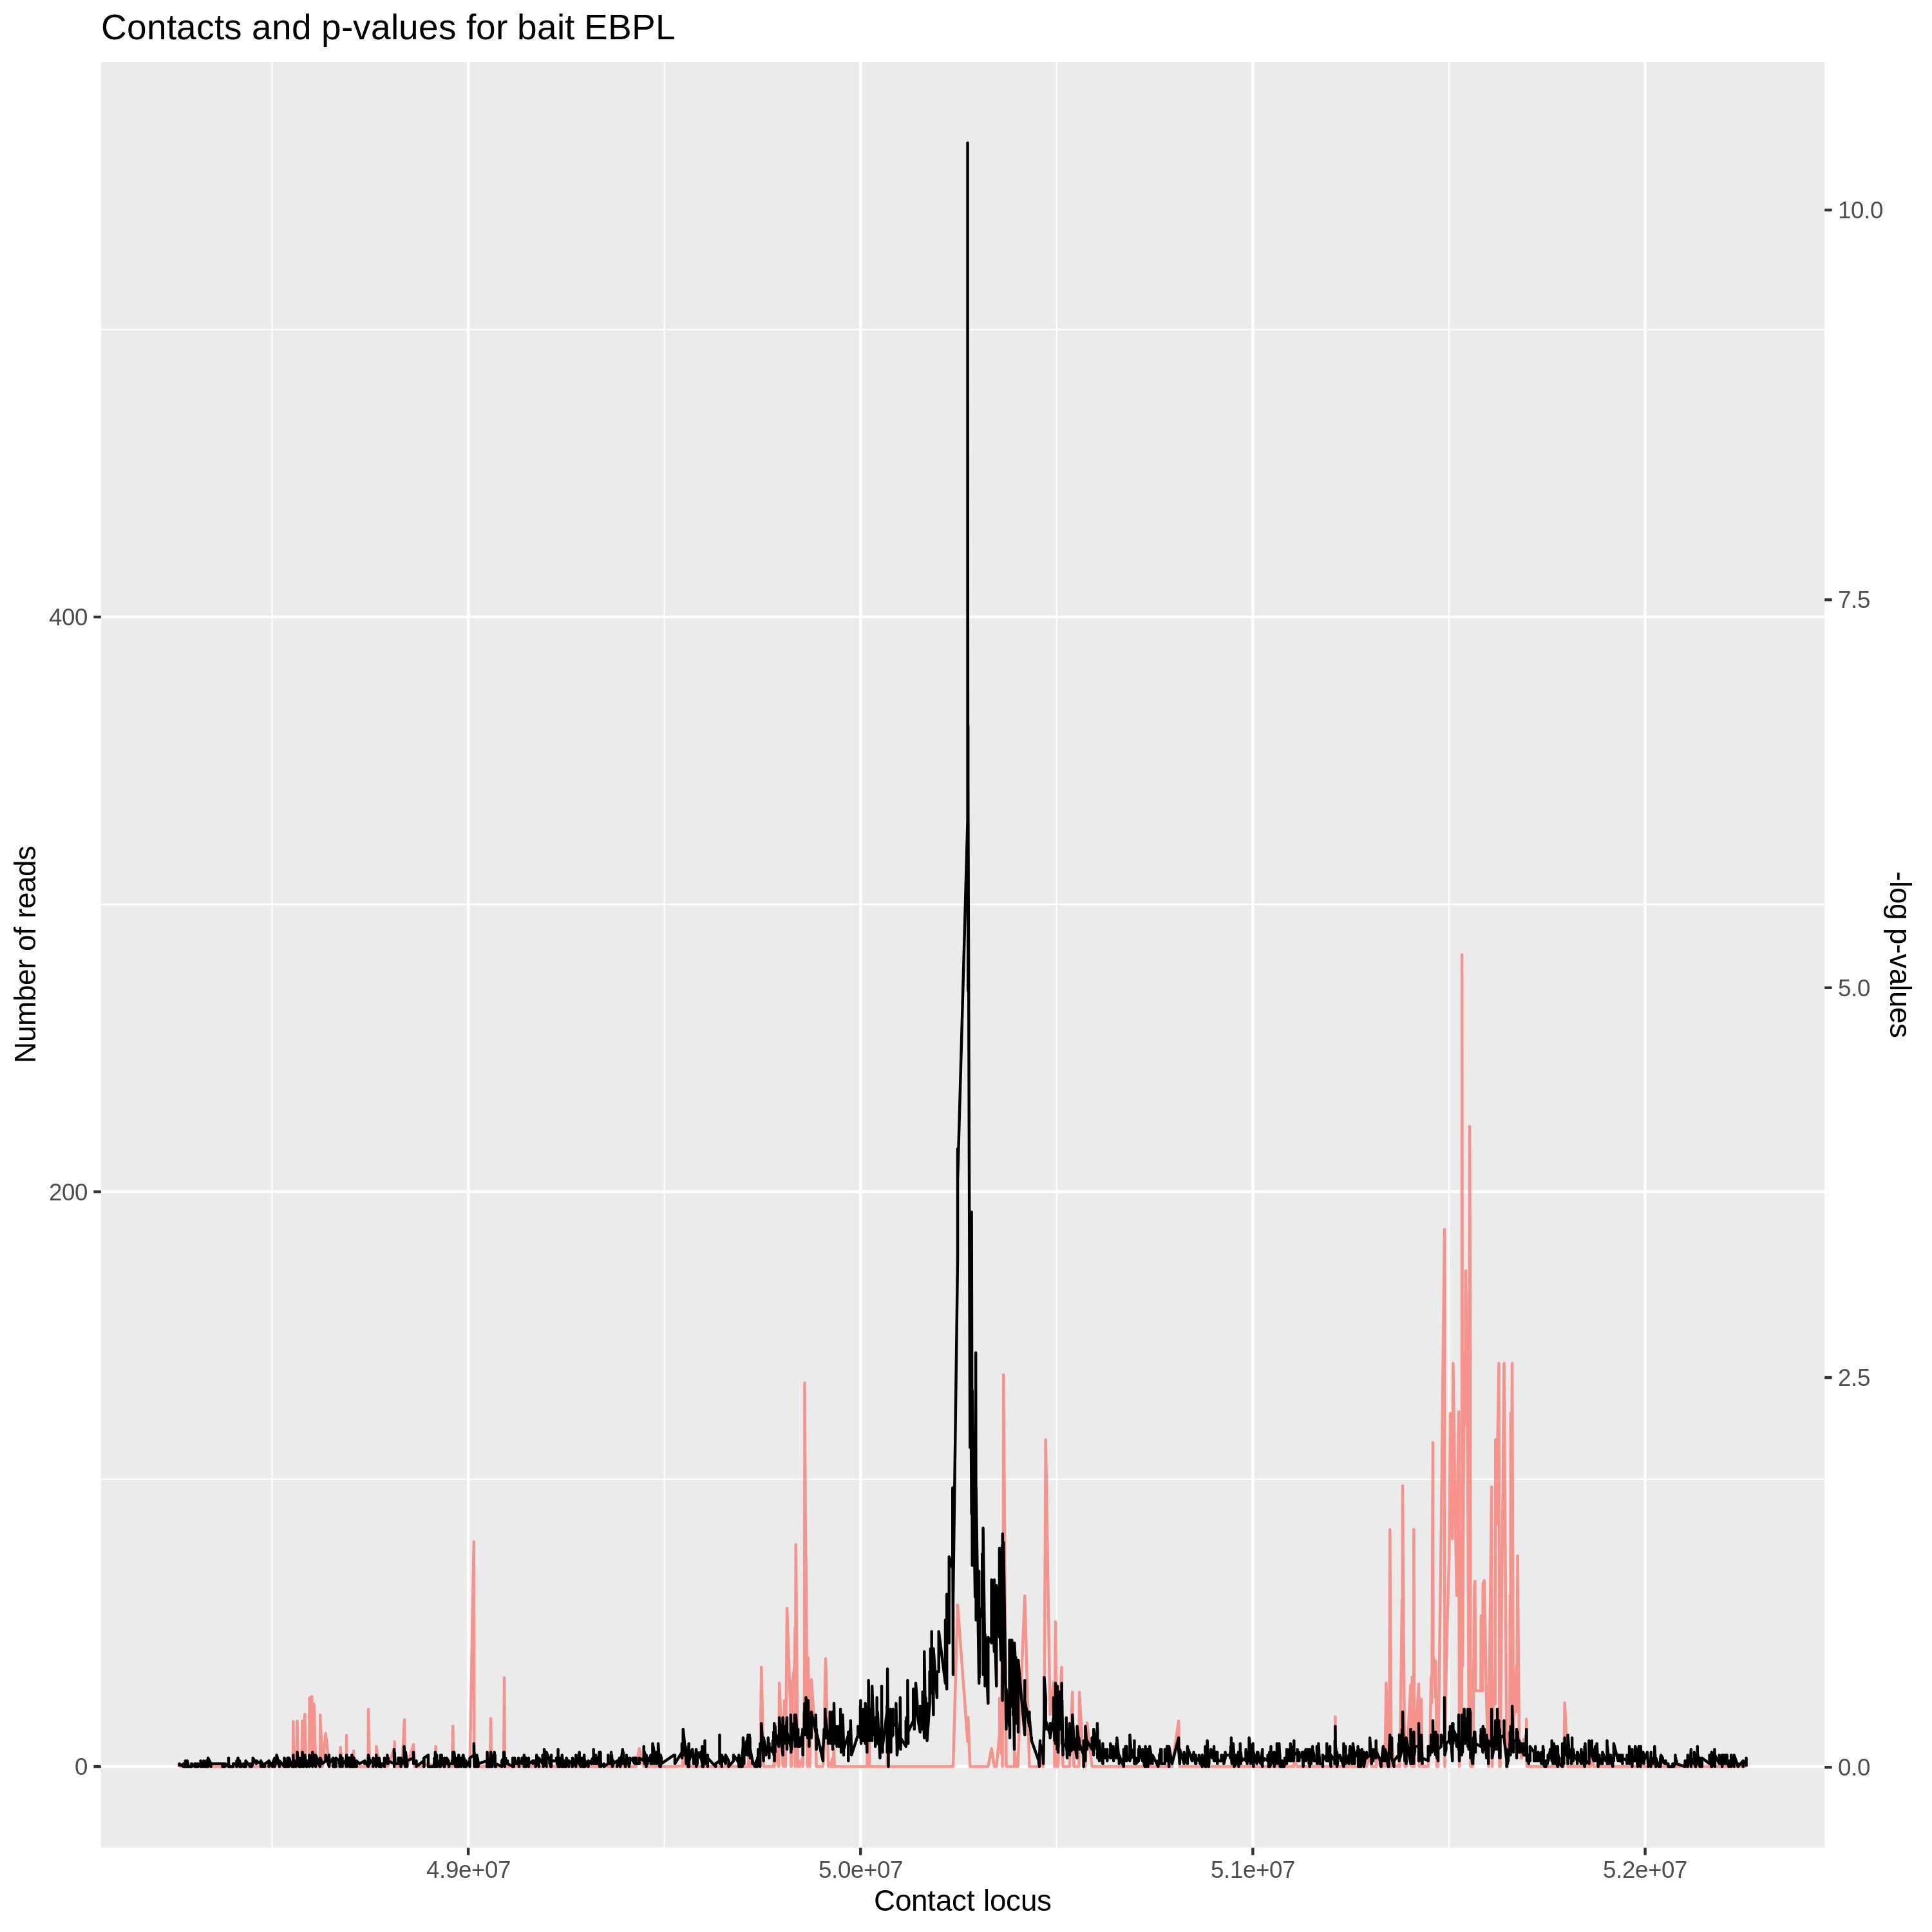 Contacts and p-values for bait EBPL
10.0
7.5
5.0
2.5
0.0
-log p-values
400
200
0
Number of reads
4.9e+07
5.0e+07
5.1e+07
5.2e+07
Contact locus